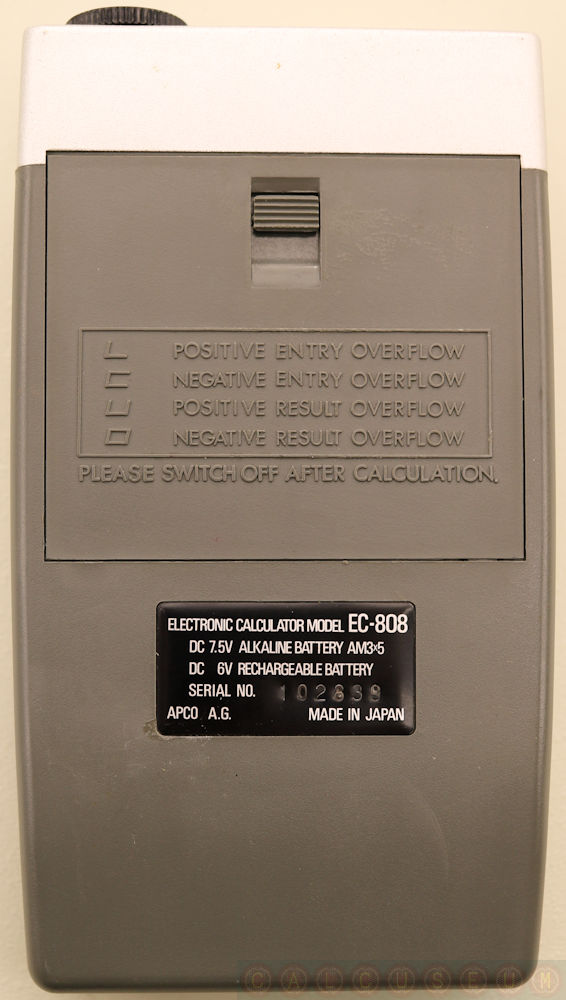 POSITIVE ENTRY OVERFLOW
NEGATIVE ENTRY OVERFLOW
POSITIVE RESULT OVERFLOW
NEGATIVE RESULT OVERFLOW
PLEASE SWITCH OFF AFTER CALCULATION.
ELECTRONIC CALCULATOR MODEL EC-808
DC 7.5V ALKALINE BATTERY AM3×5
DC 6V RECHARGEABLE BATTERY
SERIAL NO.
APCO A.G. MADE IN JAPAN
CALCUSEUM